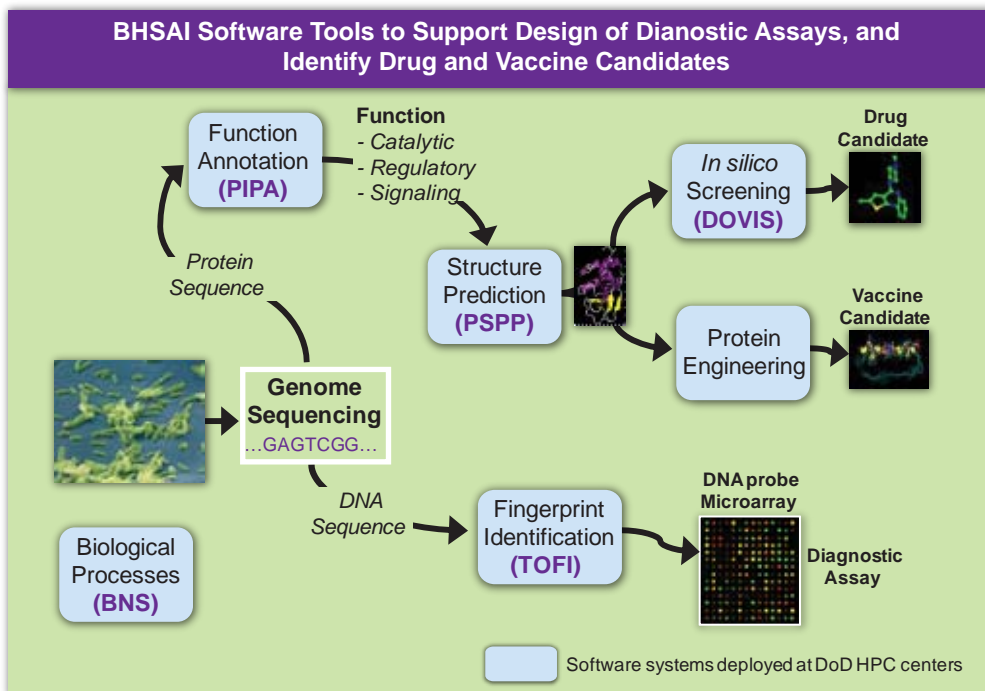 BHSAI Software Tools to Support Design of Dianostic Assays, and
Identify Drug and Vaccine Candidates
Function
Annotation
(PIPA)
Function
- Catalytic
- Regulatory
- Signaling
In silico
Screening
(DOVIS)
Drug
Candidate
Protein
Sequence
Structure
Prediction
(PSPP)
Protein
Engineering
Vaccine
Candidate
Genome
Sequencing
...GAGTCGG...
DNA
Sequence
Fingerprint
Identification
(TOFI)
DNA probe
Microarray
Diagnostic
Assay
Biological
Processes
(BNS)
Software systems deployed at DoD HPC centers